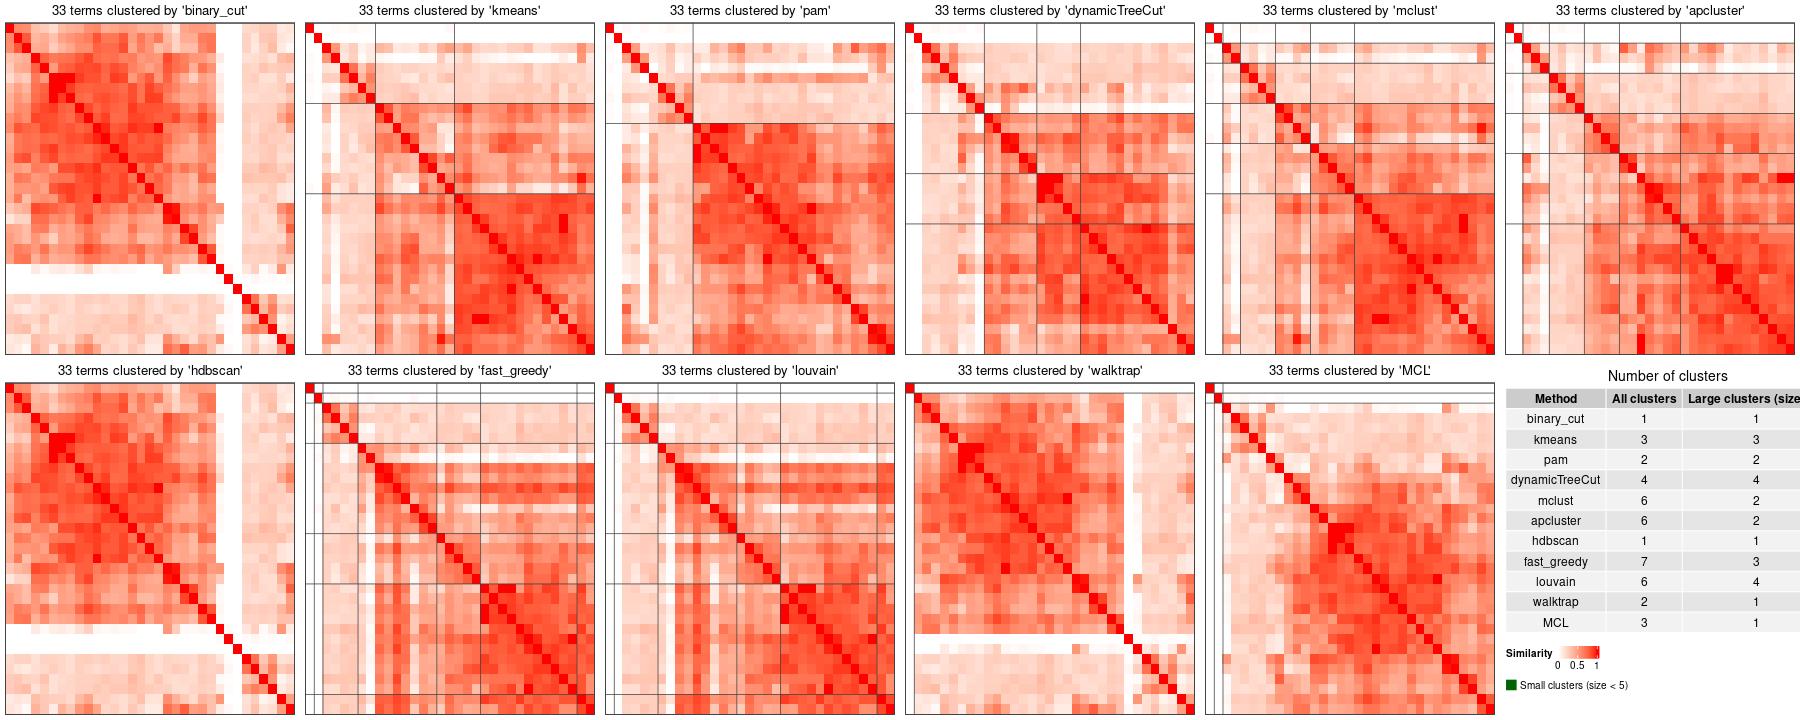 33 terms clustered by 'binary_cut'
33 terms clustered by 'kmeans'
33 terms clustered by 'pam'
33 terms clustered by 'dynamicTreeCut'
33 terms clustered by 'mclust'
33 terms clustered by 'apcluster'
33 terms clustered by 'hdbscan'
33 terms clustered by 'fast_greedy'
33 terms clustered by 'louvain'
33 terms clustered by 'walktrap'
33 terms clustered by 'MCL'
Number of clusters
Method All clusters Large clusters (size
binary_cut 1 1
kmeans 3 3
pam 2 2
dynamicTreeCut 4 4
mclust 6 2
apcluster 6 2
hdbscan 1 1
fast_greedy 7 3
louvain 6 4
walktrap 2 1
MCL 3 1
Similarity
0 0.5 1
Small clusters (size < 5)